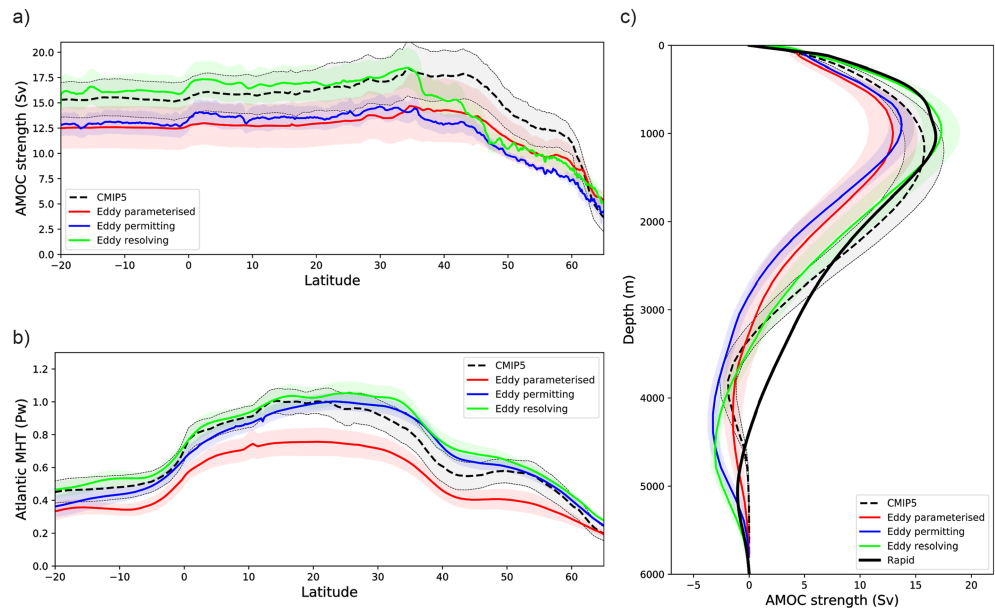 a)
AMOC strength (Sv)
20.0
17.5
15.0
12.5
10.0
7.5
5.0
2.5
0.0
CMIP5
Eddy parameterised
Eddy permitting
Eddy resolving
−20 −10 0 10 20 30 40 50 60
Latitude
b)
Atlantic MHT (Pw)
1.2
1.0
0.8
0.6
0.4
0.2
0.0
CMIP5
Eddy parameterised
Eddy permitting
Eddy resolving
−20 −10 0 10 20 30 40 50 60
Latitude
c)
Depth (m)
0
1000
2000
3000
4000
5000
6000
CMIP5
Eddy parameterised
Eddy permitting
Eddy resolving
Rapid
−5 0 5 10 15 20
AMOC strength (Sv)